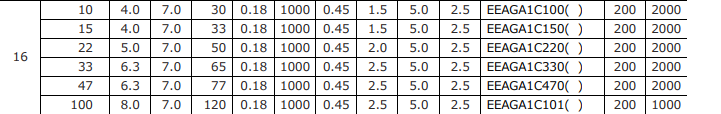 10 4.0 7.0 30 0.18 1000 0.45 1.5 5.0 2.5 EEAGA1C100( ) 200 2000
15 4.0 7.0 33 0.18 1000 0.45 1.5 5.0 2.5 EEAGA1C150( ) 200 2000
22 5.0 7.0 50 0.18 1000 0.45 2.0 5.0 2.5 EEAGA1C220( ) 200 2000
16
33 6.3 7.0 65 0.18 1000 0.45 2.5 5.0 2.5 EEAGA1C330( ) 200 2000
47 6.3 7.0 77 0.18 1000 0.45 2.5 5.0 2.5 EEAGA1C470( ) 200 2000
100 8.0 7.0 120 0.18 1000 0.45 2.5 5.0 2.5 EEAGA1C101( ) 200 1000